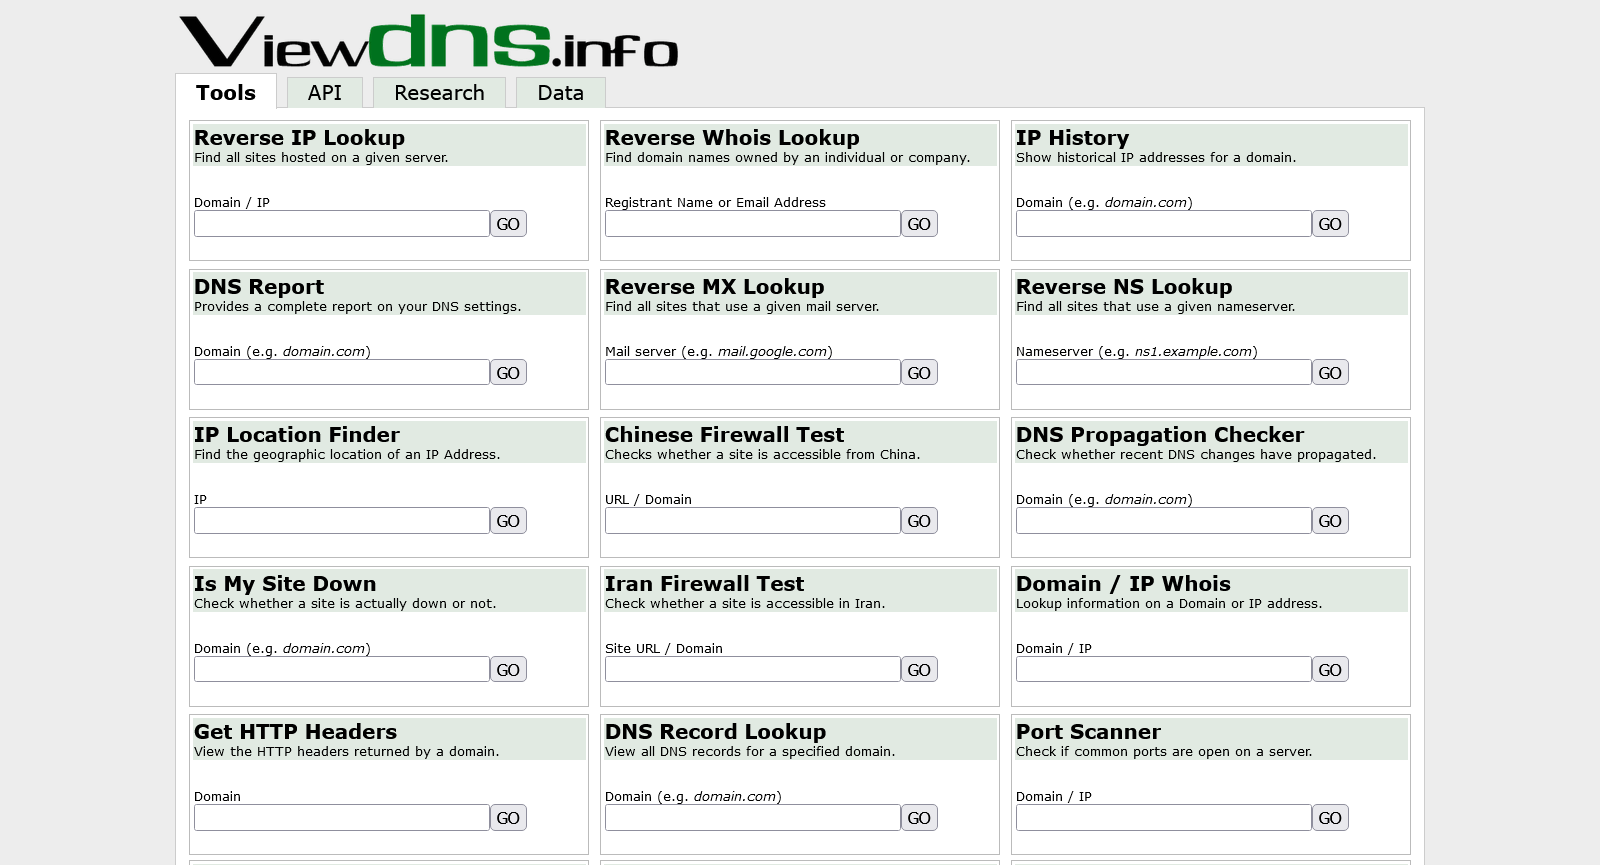 Viewdns.info
Tools
API
Research
Data
Reverse IP Lookup
Find all sites hosted on a given server.
Domain / IP
GO
Reverse Whois Lookup
Find domain names owned by an individual or company.
Registrant Name or Email Address
GO
IP History
Show historical IP addresses for a domain.
Domain (e.g. domain.com)
GO
DNS Report
Provides a complete report on your DNS settings.
Domain (e.g. domain.com)
GO
Reverse MX Lookup
Find all sites that use a given mail server.
Mail server (e.g. mail.google.com)
GO
Reverse NS Lookup
Find all sites that use a given nameserver.
Nameserver (e.g. ns1.example.com)
GO
IP Location Finder
Find the geographic location of an IP Address.
IP
GO
Chinese Firewall Test
Checks whether a site is accessible from China.
URL / Domain
GO
DNS Propagation Checker
Check whether recent DNS changes have propagated.
Domain (e.g. domain.com)
GO
Is My Site Down
Check whether a site is actually down or not.
Domain (e.g. domain.com)
GO
Iran Firewall Test
Check whether a site is accessible in Iran.
Site URL / Domain
GO
Domain / IP Whois
Lookup information on a Domain or IP address.
Domain / IP
GO
Get HTTP Headers
View the HTTP headers returned by a domain.
Domain
GO
DNS Record Lookup
View all DNS records for a specified domain.
Domain (e.g. domain.com)
GO
Port Scanner
Check if common ports are open on a server.
Domain / IP
GO